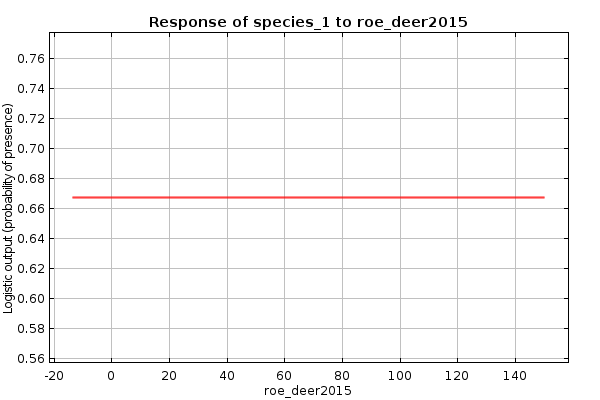 Response of species_1 to roe_deer2015
Logistic output (probability of presence)
0.76
0.74
0.72
0.70
0.68
0.66
0.64
0.62
0.60
0.58
0.56
-20 0 20 40 60 80 100 120 140
roe_deer2015